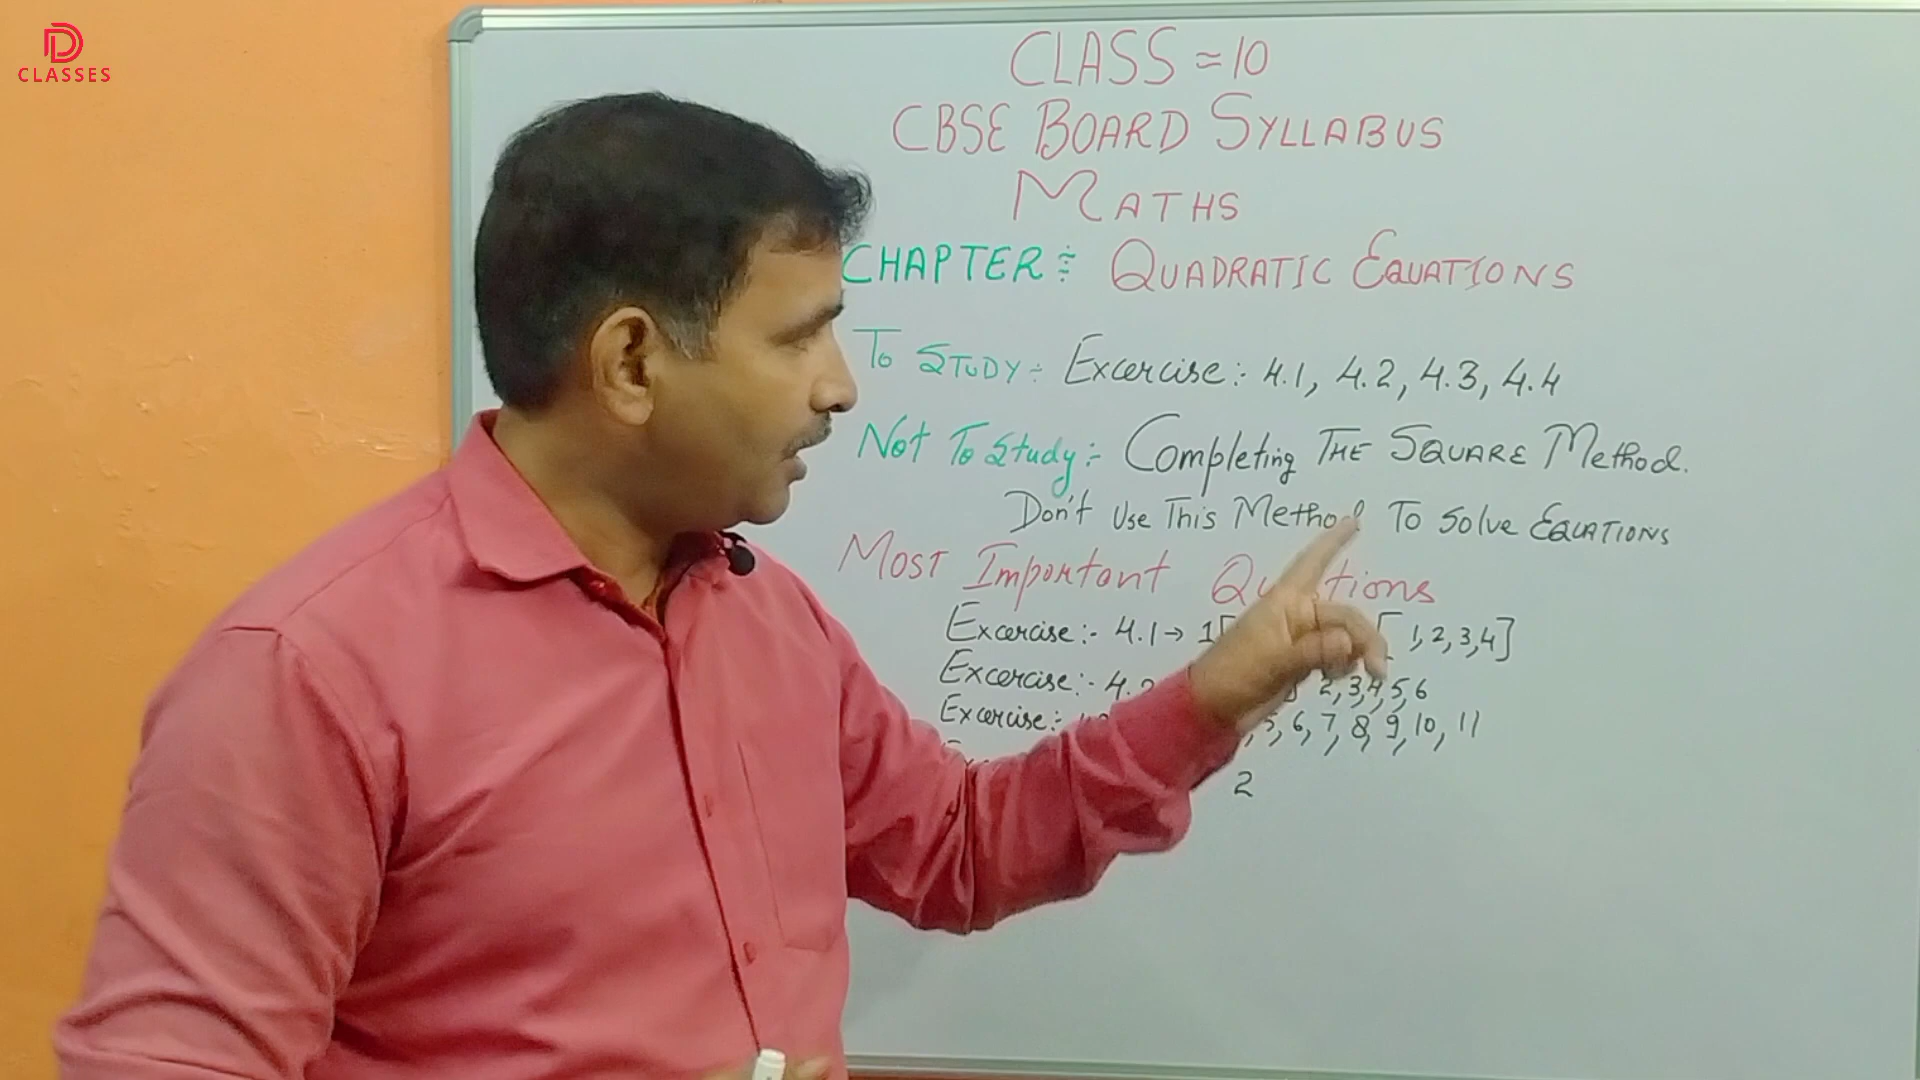 D
CLASSES
CLASS = 10
CBSE BOARD SYLLABUS
MATHS
CHAPTER QUADRATIC EQUATIONS
To STUDY:- Excercise:- 4.1, 4.2, 4.3, 4.4
Not To Study:- Completing THE SQUARE Method.
Don't Use This Method To Solve EQUATIONS
MOST Important
Excercise:- 4.1 → 1[ [ 1, 2, 3, 4]
Excercise:- 4. ] 2, 3, 4, 5, 6
Excercise:- 6, 7, 8, 9, 10, 11
2